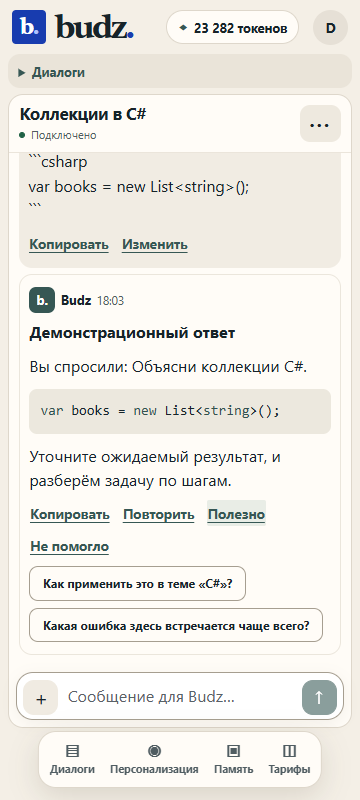 b. budz.
23 282 токенов
D
Диалоги
Коллекции в C#
Подключено
...
```csharp
var books = new List<string>();
```
Копировать Изменить
b. Budz 18:03
Демонстрационный ответ
Вы спросили: Объясни коллекции C#.
var books = new List<string>();
Уточните ожидаемый результат, и
разберём задачу по шагам.
Копировать Повторить Полезно
Не помогло
Как применить это в теме «C#»?
Какая ошибка здесь встречается чаще всего?
+ Сообщение для Budz... ↑
Диалоги Персонализация Память Тарифы